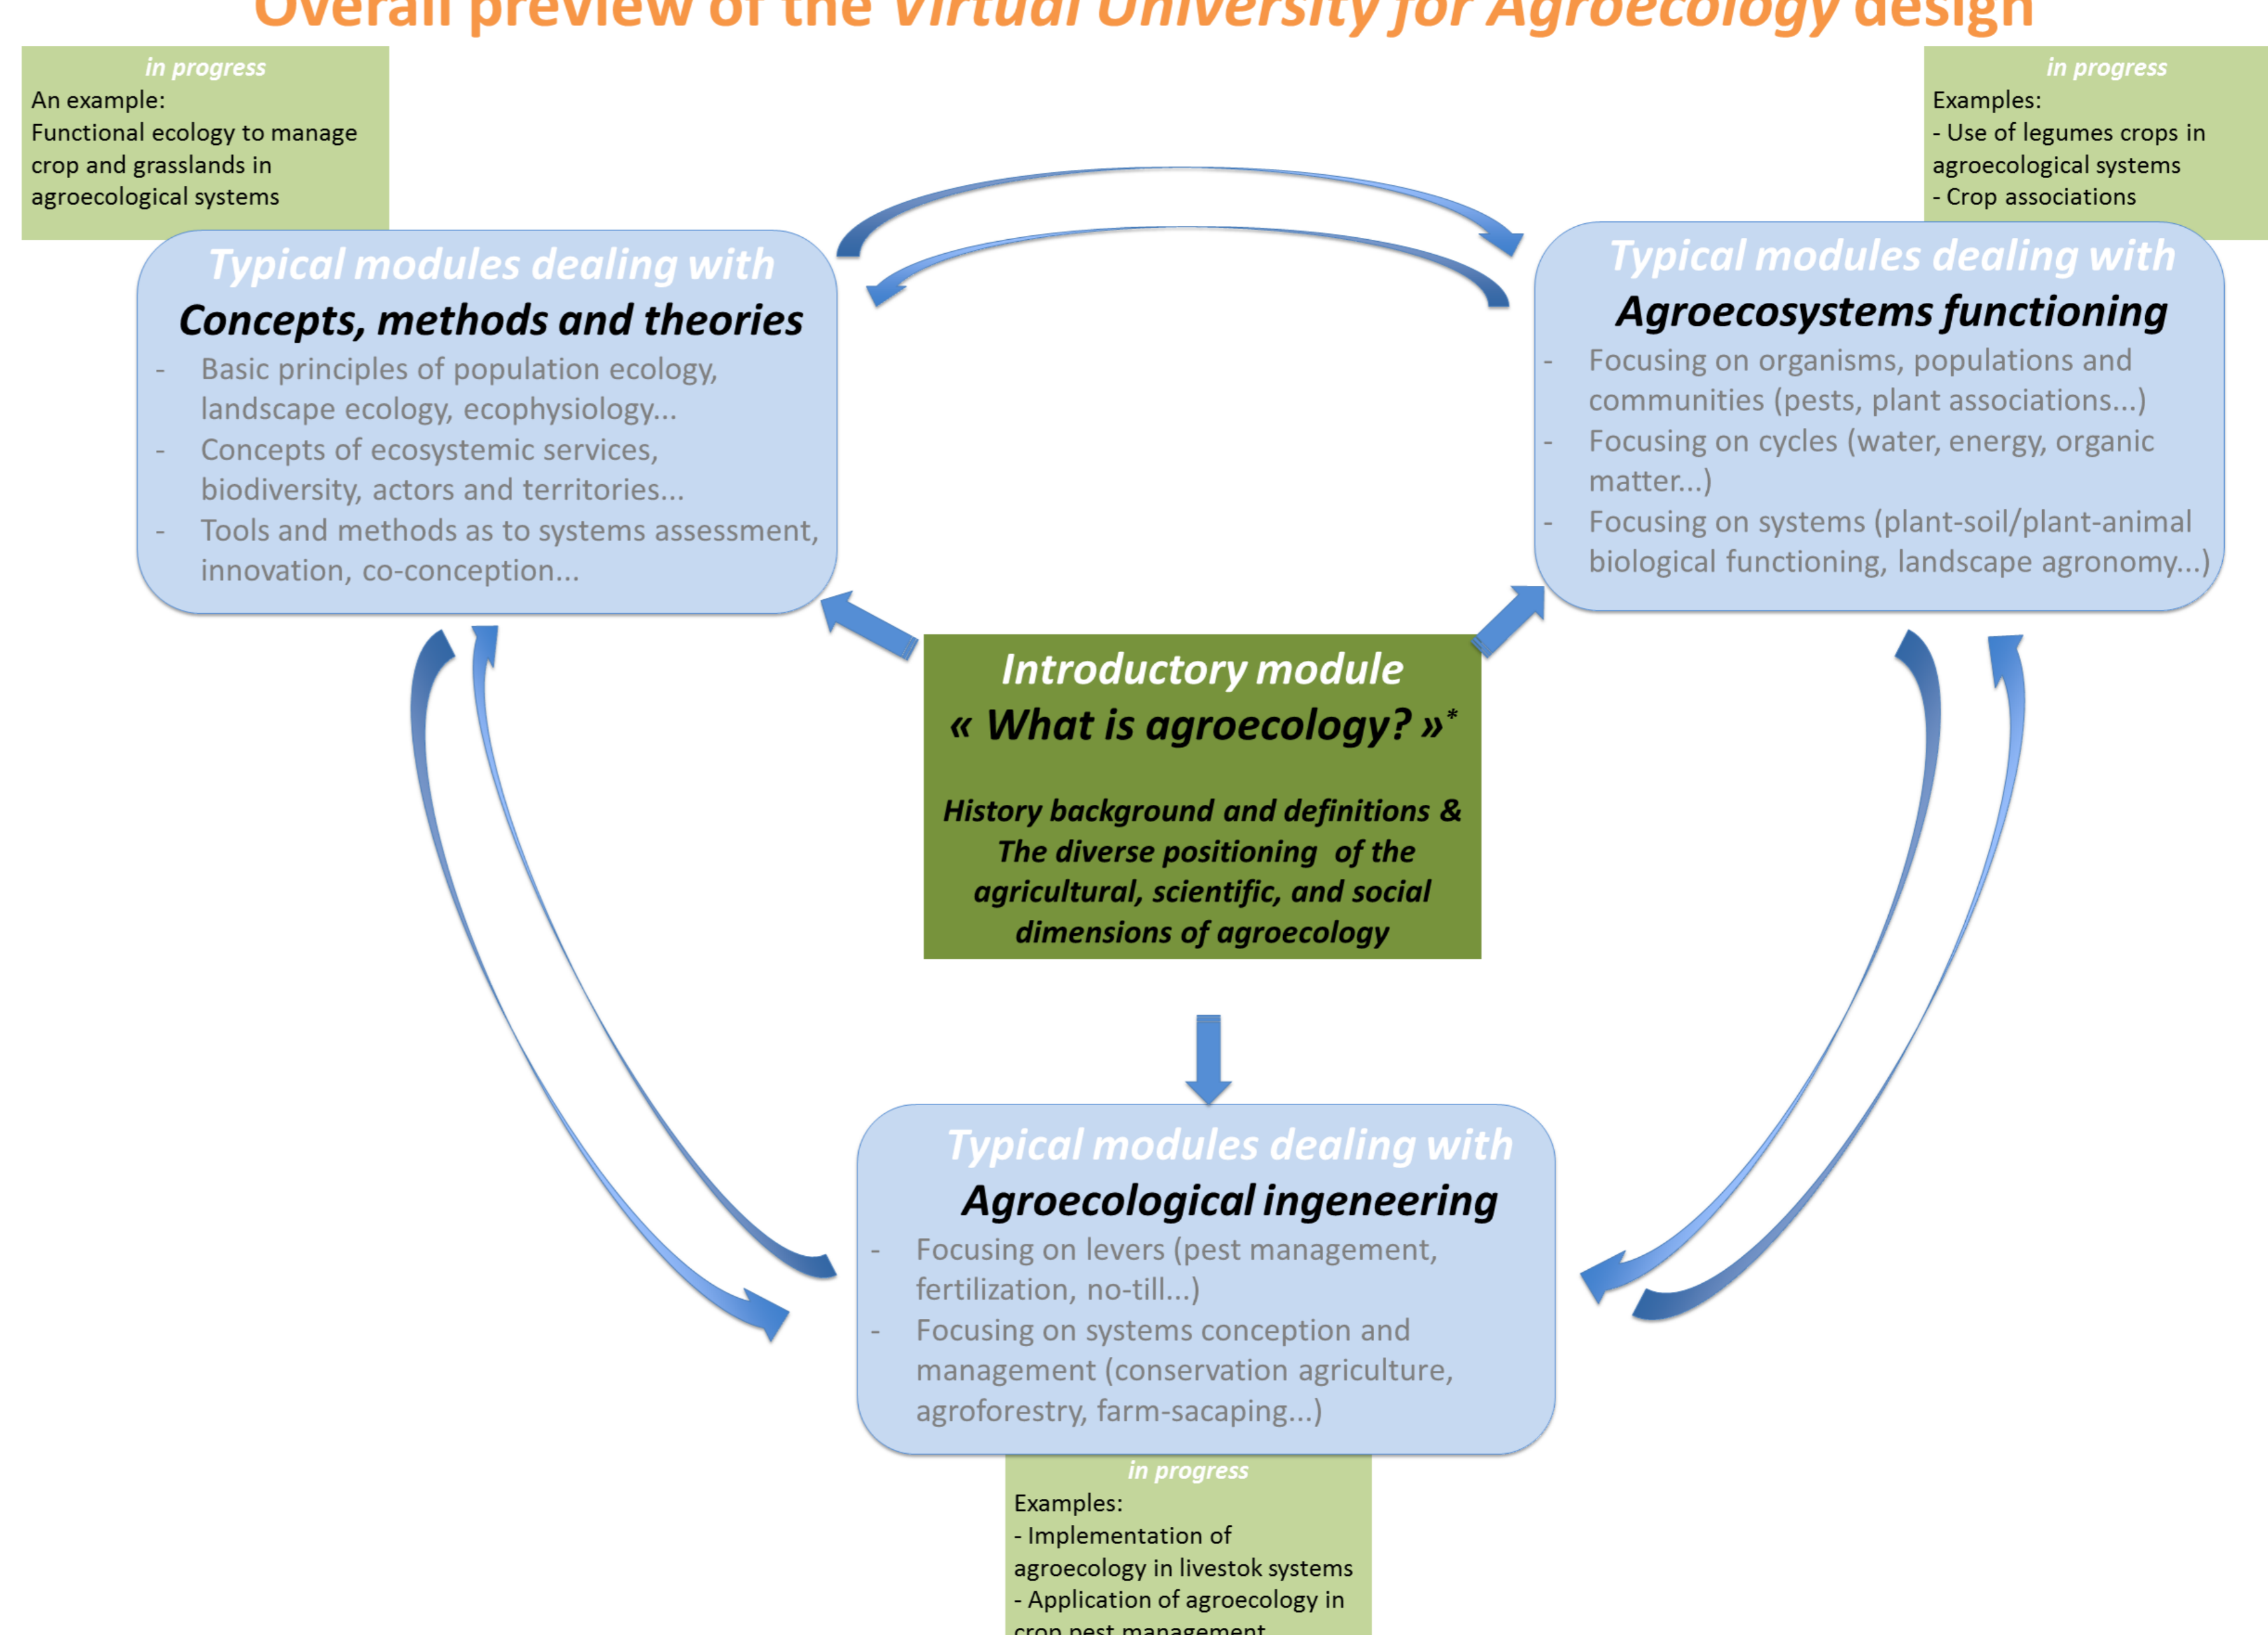 Overall preview of the Virtual University for Agroecology design
in progress
An example:
Functional ecology to manage
crop and grasslands in
agroecological systems
in progress
Examples:
- Use of legumes crops in
agroecological systems
- Crop associations
Typical modules dealing with
Concepts, methods and theories
- Basic principles of population ecology,
landscape ecology, ecophysiology...
- Concepts of ecosystemic services,
biodiversity, actors and territories...
- Tools and methods as to systems assessment,
innovation, co-conception...
Typical modules dealing with
Agroecosystems functioning
- Focusing on organisms, populations and
communities (pests, plant associations...)
- Focusing on cycles (water, energy, organic
matter...)
- Focusing on systems (plant-soil/plant-animal
biological functioning, landscape agronomy...)
Introductory module
« What is agroecology? »*
History background and definitions &
The diverse positioning of the
agricultural, scientific, and social
dimensions of agroecology
Typical modules dealing with
Agroecological ingeneering
- Focusing on levers (pest management,
fertilization, no-till...)
- Focusing on systems conception and
management (conservation agriculture,
agroforestry, farm-sacaping...)
in progress
Examples:
- Implementation of
agroecology in livestok systems
- Application of agroecology in
crop pest management